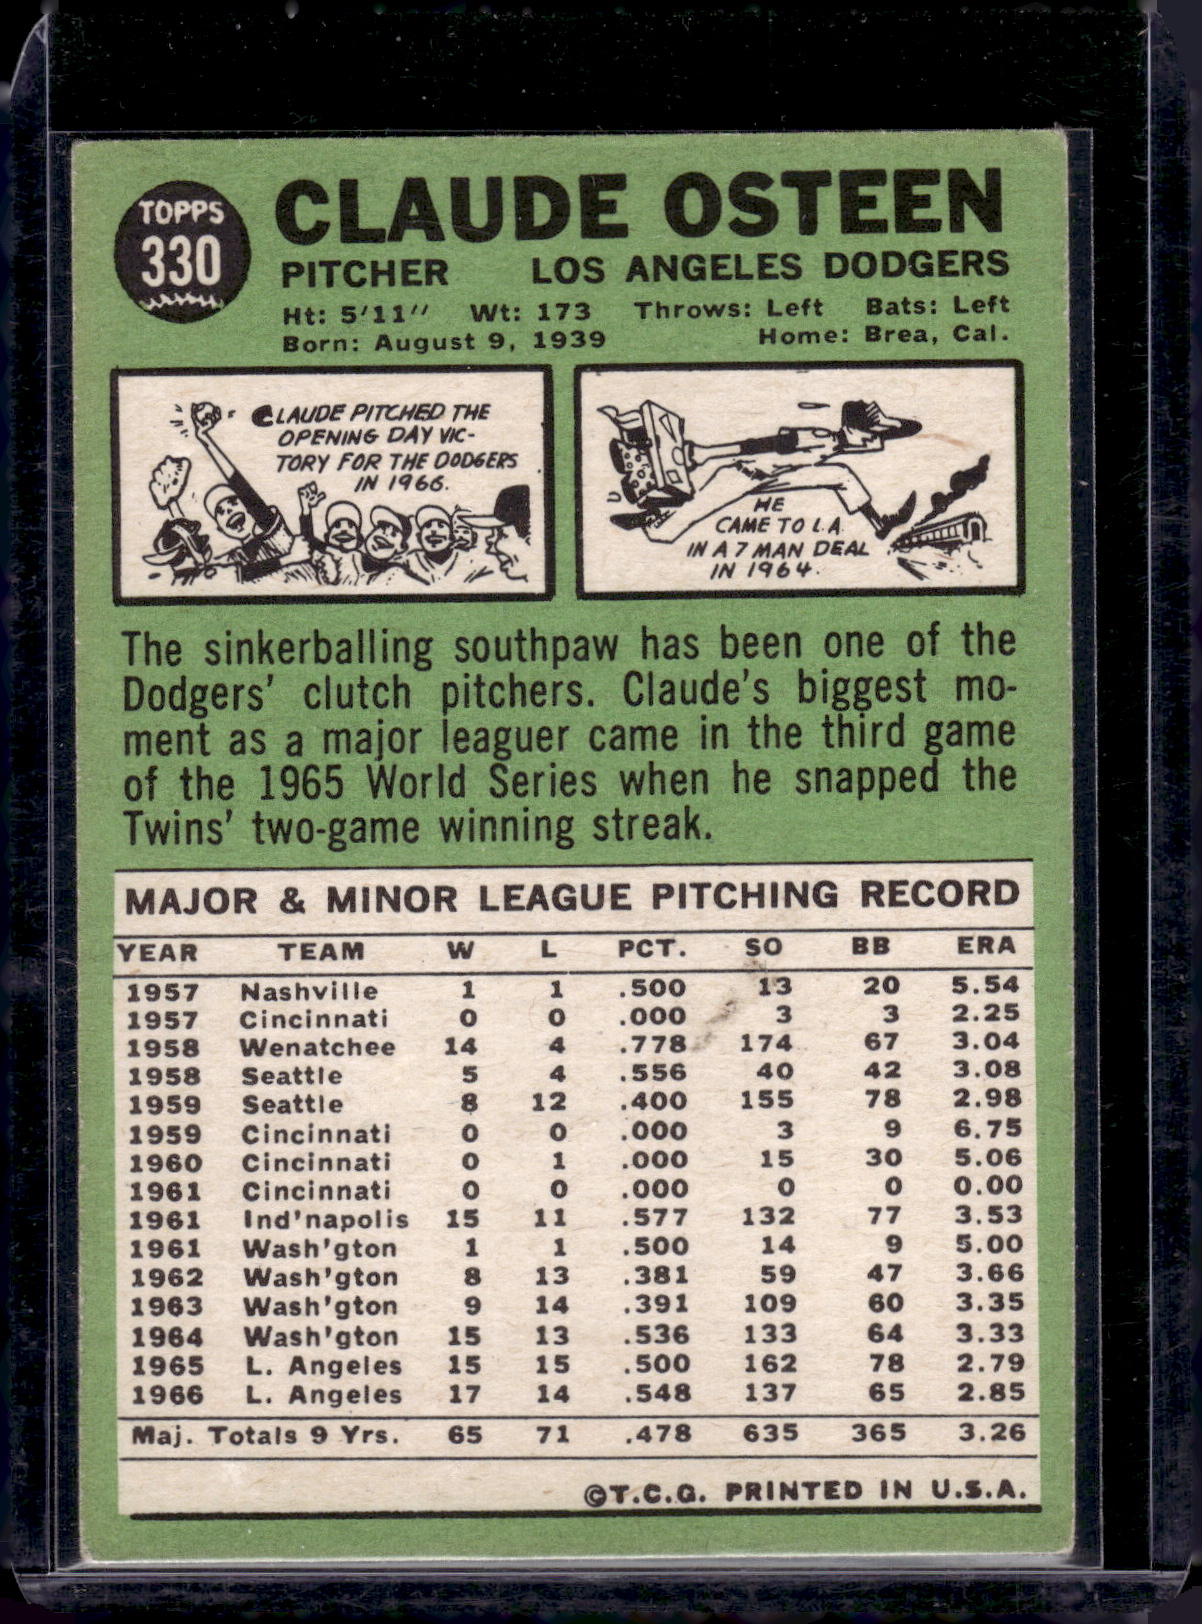 TOPPS
330
CLAUDE OSTEEN
PITCHER LOS ANGELES DODGERS
Ht: 5'11" Wt: 173 Throws: Left Bats: Left
Born: August 9, 1939 Home: Brea, Cal.
CLAUDE PITCHED THE
OPENING DAY VIC-
TORY FOR THE DODGERS
IN 1966.
HE
CAME TO L.A.
IN A 7 MAN DEAL
IN 1964.
The sinkerballing southpaw has been one of the
Dodgers' clutch pitchers. Claude's biggest mo-
ment as a major leaguer came in the third game
of the 1965 World Series when he snapped the
Twins' two-game winning streak.
MAJOR & MINOR LEAGUE PITCHING RECORD
YEAR TEAM W L PCT. SO BB ERA
1957 Nashville 1 1 .500 13 20 5.54
1957 Cincinnati 0 0 .000 3 3 2.25
1958 Wenatchee 14 4 .778 174 67 3.04
1958 Seattle 5 4 .556 40 42 3.08
1959 Seattle 8 12 .400 155 78 2.98
1959 Cincinnati 0 0 .000 3 9 6.75
1960 Cincinnati 0 1 .000 15 30 5.06
1961 Cincinnati 0 0 .000 0 0 0.00
1961 Ind'napolis 15 11 .577 132 77 3.53
1961 Wash'gton 1 1 .500 14 9 5.00
1962 Wash'gton 8 13 .381 59 47 3.66
1963 Wash'gton 9 14 .391 109 60 3.35
1964 Wash'gton 15 13 .536 133 64 3.33
1965 L. Angeles 15 15 .500 162 78 2.79
1966 L. Angeles 17 14 .548 137 65 2.85
Maj. Totals 9 Yrs. 65 71 .478 635 365 3.26
©T.C.G. PRINTED IN U.S.A.